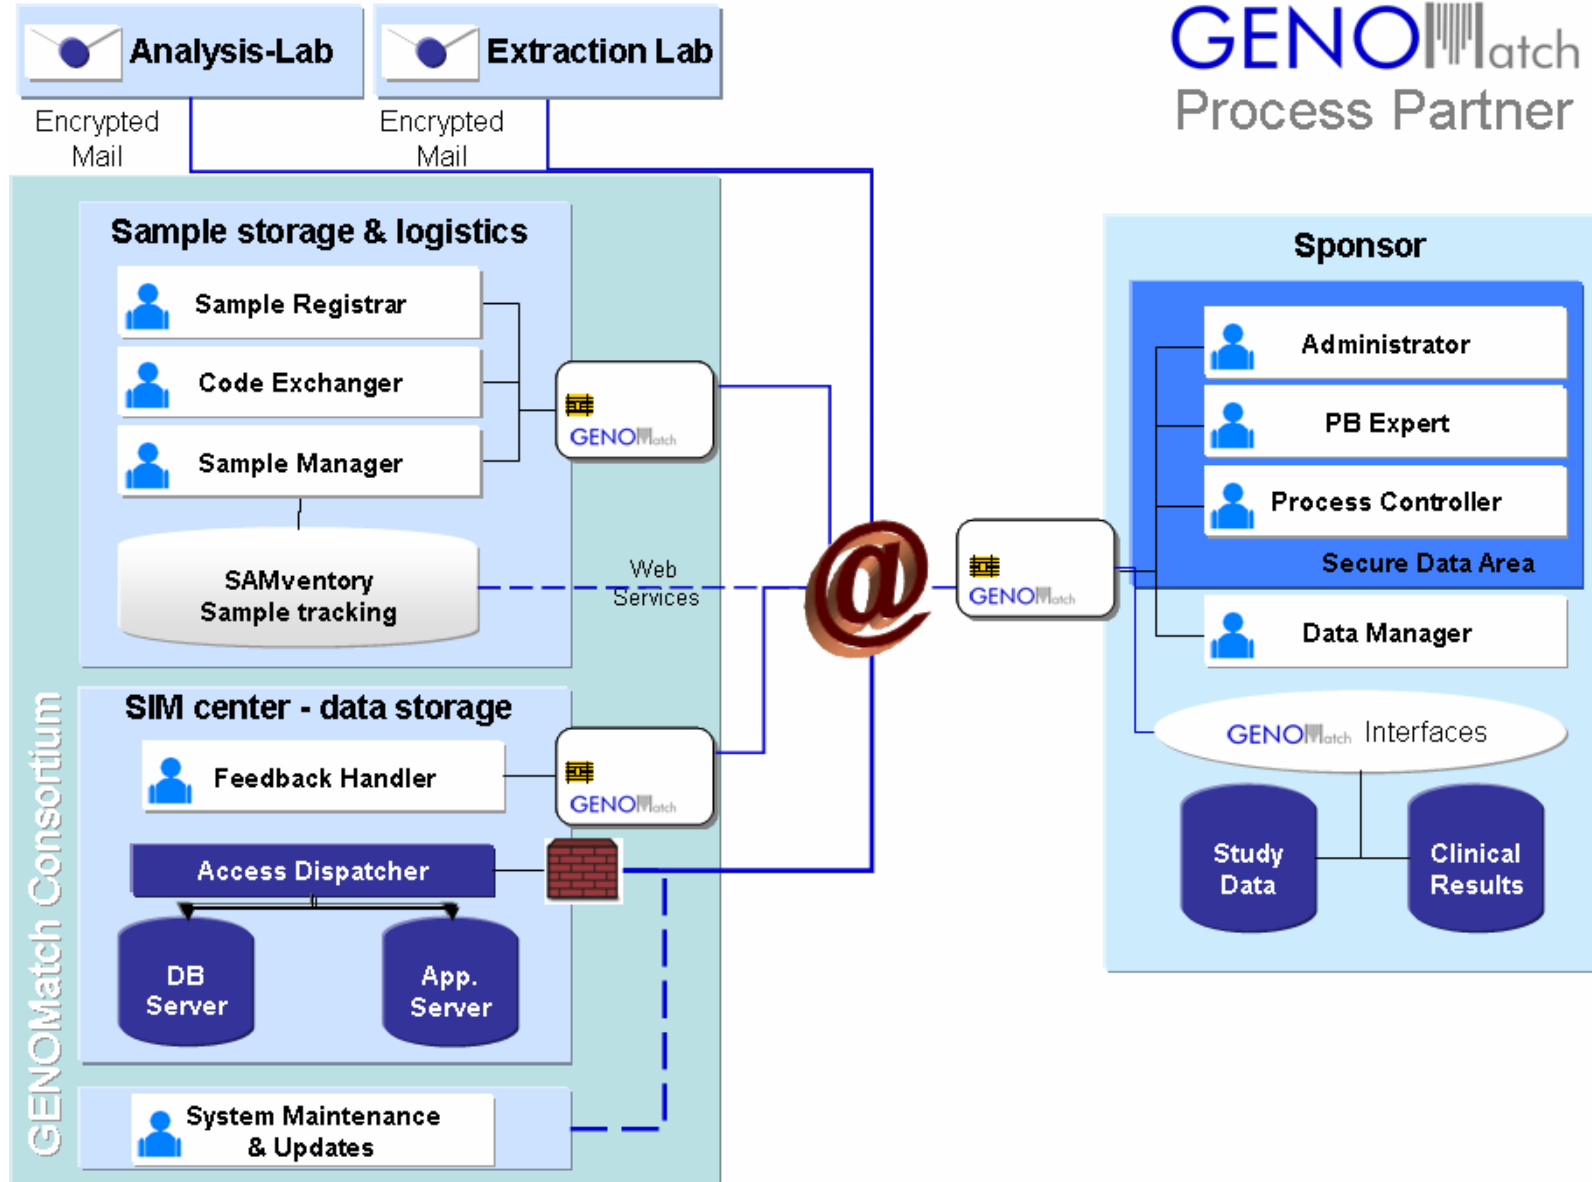 Analysis-Lab
Extraction Lab
GENOMatch
Process Partner
Encrypted
Mail
Encrypted
Mail
Sample storage & logistics
Sample Registrar
Code Exchanger
Sample Manager
GENOMatch
SAMventory
Sample tracking
Web
Services
@
GENOMatch
Sponsor
Administrator
PB Expert
Process Controller
Secure Data Area
Data Manager
GENOMatch Interfaces
Study
Data
Clinical
Results
GENOMatch Consortium
SIM center - data storage
Feedback Handler
GENOMatch
Access Dispatcher
DB
Server
App.
Server
System Maintenance
& Updates